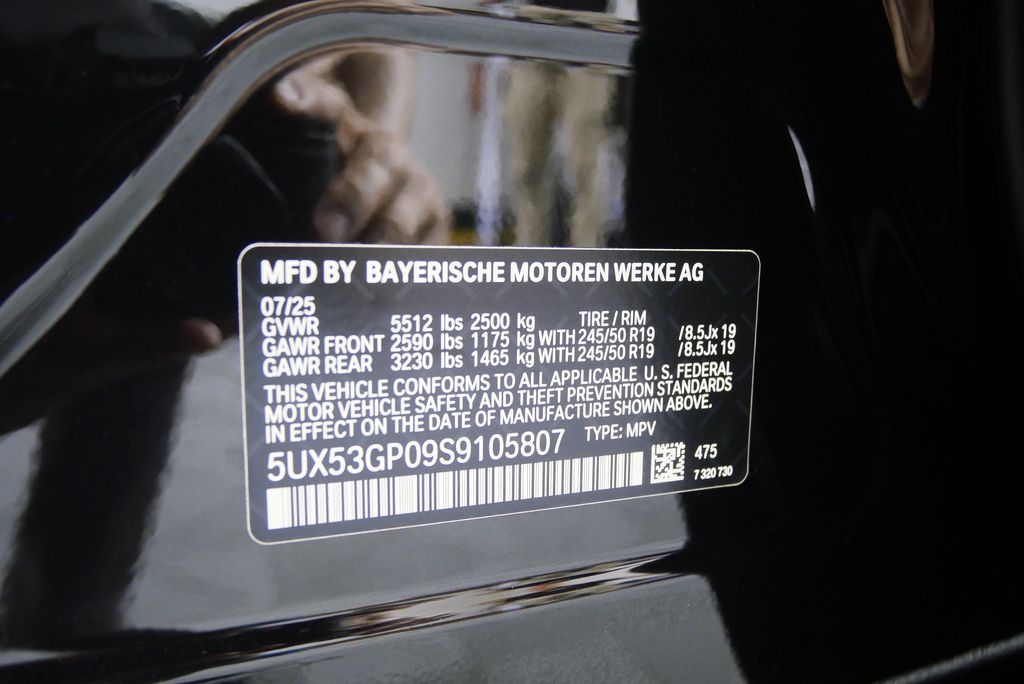 MFD BY BAYERISCHE MOTOREN WERKE AG
07/25
GVWR 5512 lbs 2500 kg TIRE / RIM
GAWR FRONT 2590 lbs 1175 kg WITH 245/50 R19 /8.5Jx 19
GAWR REAR 3230 lbs 1465 kg WITH 245/50 R19 /8.5Jx 19
THIS VEHICLE CONFORMS TO ALL APPLICABLE U.S. FEDERAL
MOTOR VEHICLE SAFETY AND THEFT PREVENTION STANDARDS
IN EFFECT ON THE DATE OF MANUFACTURE SHOWN ABOVE.
5UX53GP09S9105807 TYPE: MPV
475
7 320 730